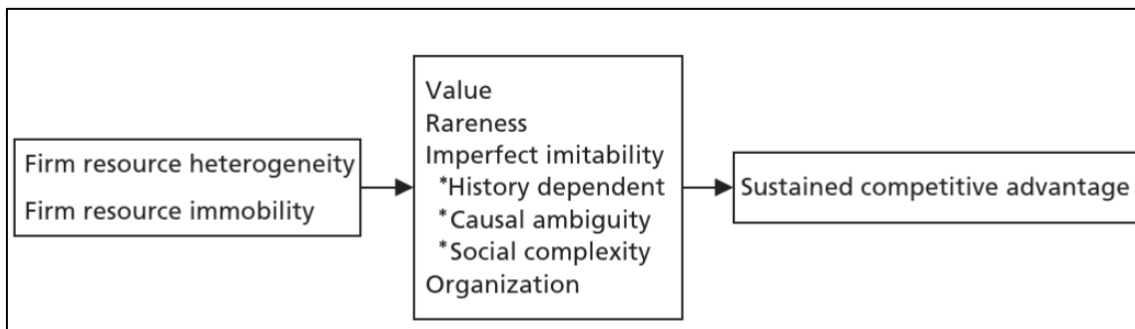 Firm resource heterogeneity
Firm resource immobility
Value
Rareness
Imperfect imitability
*History dependent
*Causal ambiguity
*Social complexity
Organization
Sustained competitive advantage